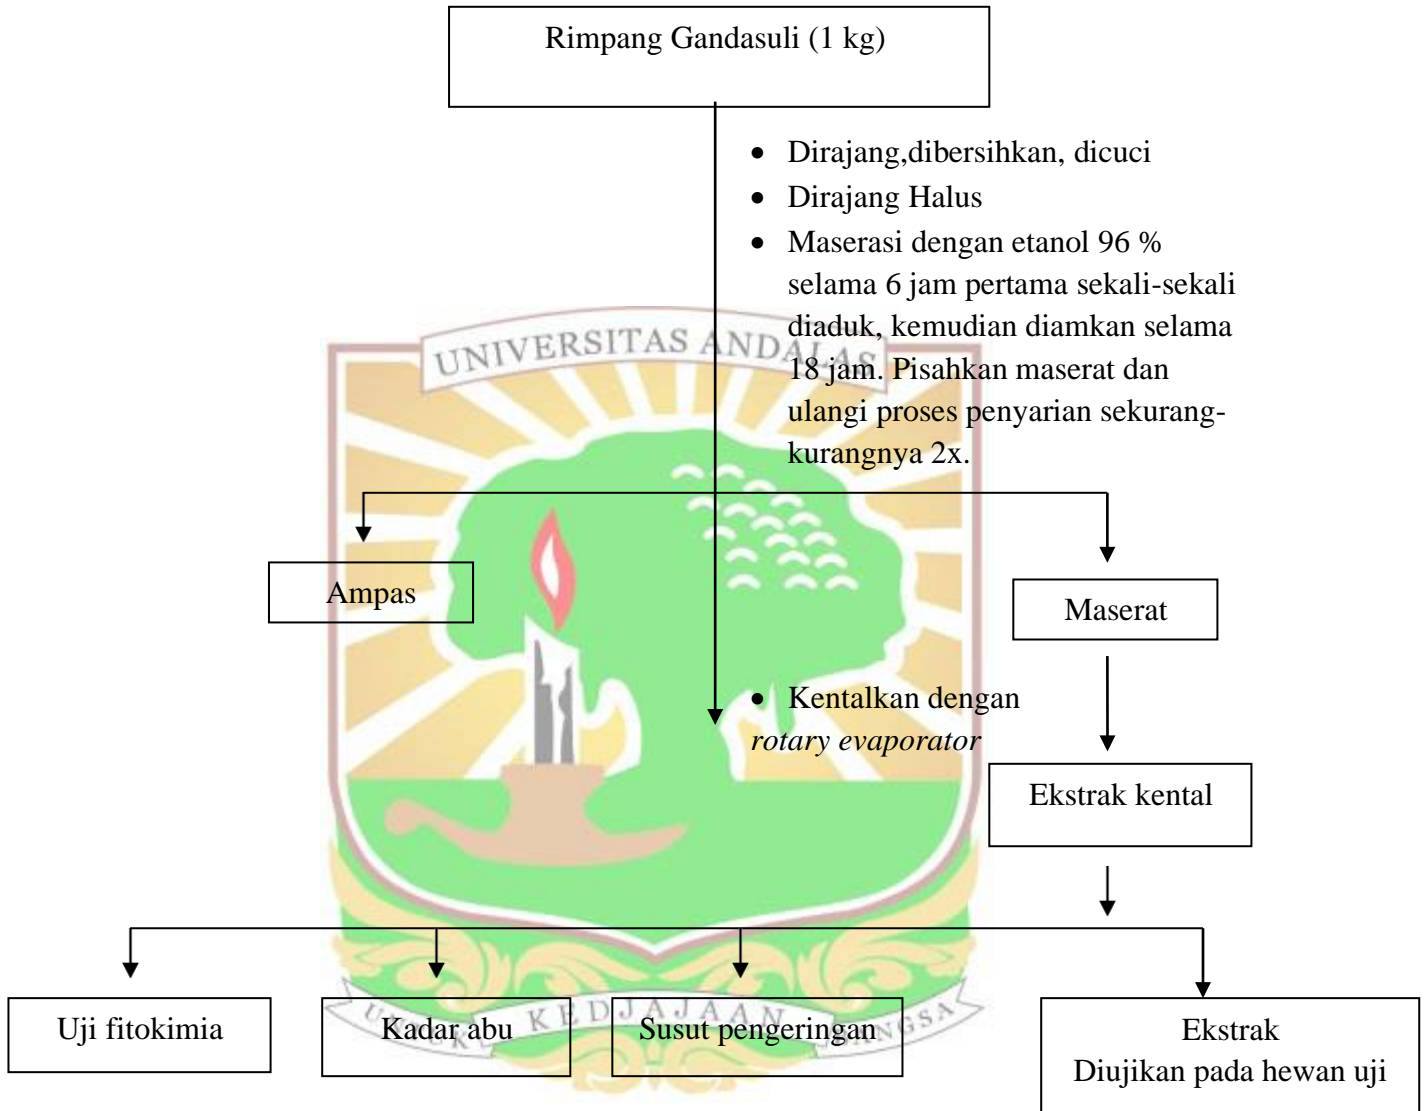 Rimpang Gandasuli (1 kg)
• Dirajang,dibersihkan, dicuci
• Dirajang Halus
• Maserasi dengan etanol 96 %
selama 6 jam pertama sekali-sekali
diaduk, kemudian diamkan selama
18 jam. Pisahkan maserat dan
ulangi proses penyarian sekurang-
kurangnya 2x.
UNIVERSITAS ANDALAS
Ampas
Maserat
• Kentalkan dengan
rotary evaporator
Ekstrak kental
Uji fitokimia
Kadar abu
Susut pengeringan
Ekstrak
Diujikan pada hewan uji
UNTUK KEDJAJAAN BANGSA